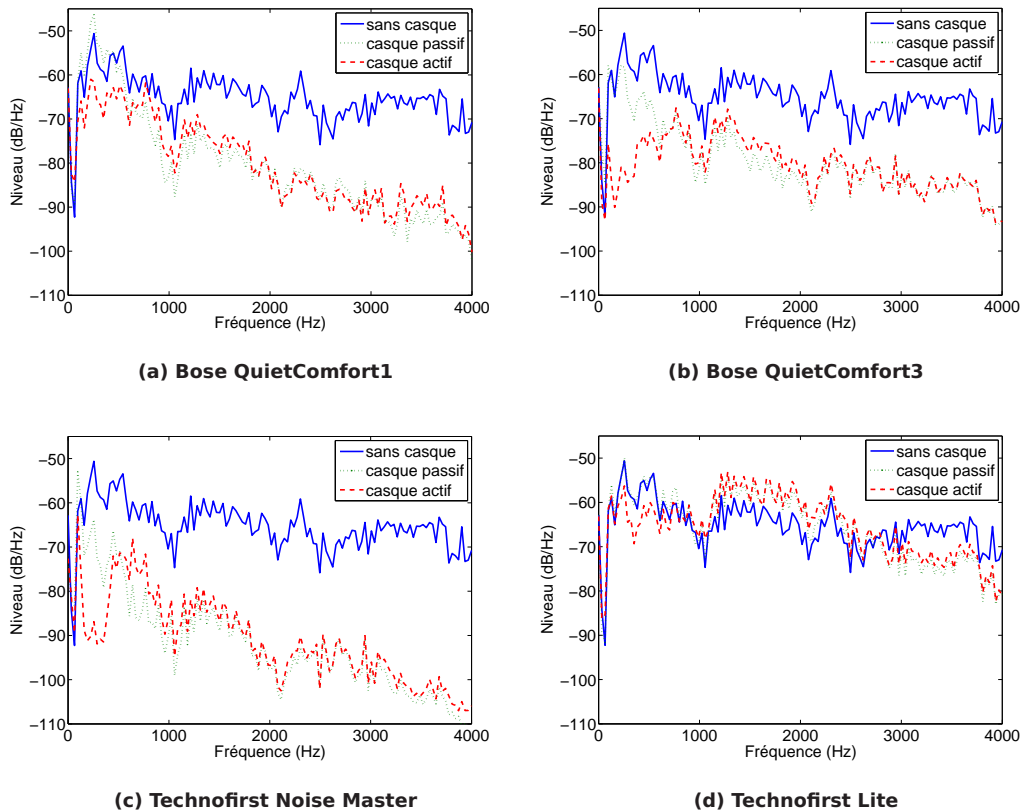 sans casque
casque passif
casque actif
−50
−60
−70
−80
−90
−100
−110
Niveau (dB/Hz)
0
1000
2000
3000
4000
Fréquence (Hz)
(a) Bose QuietComfort1
sans casque
casque passif
casque actif
−50
−60
−70
−80
−90
−100
−110
Niveau (dB/Hz)
0
1000
2000
3000
4000
Fréquence (Hz)
(b) Bose QuietComfort3
sans casque
casque passif
casque actif
−50
−60
−70
−80
−90
−100
−110
Niveau (dB/Hz)
0
1000
2000
3000
4000
Fréquence (Hz)
(c) Technofirst Noise Master
sans casque
casque passif
casque actif
−50
−60
−70
−80
−90
−100
−110
Niveau (dB/Hz)
0
1000
2000
3000
4000
Fréquence (Hz)
(d) Technofirst Lite